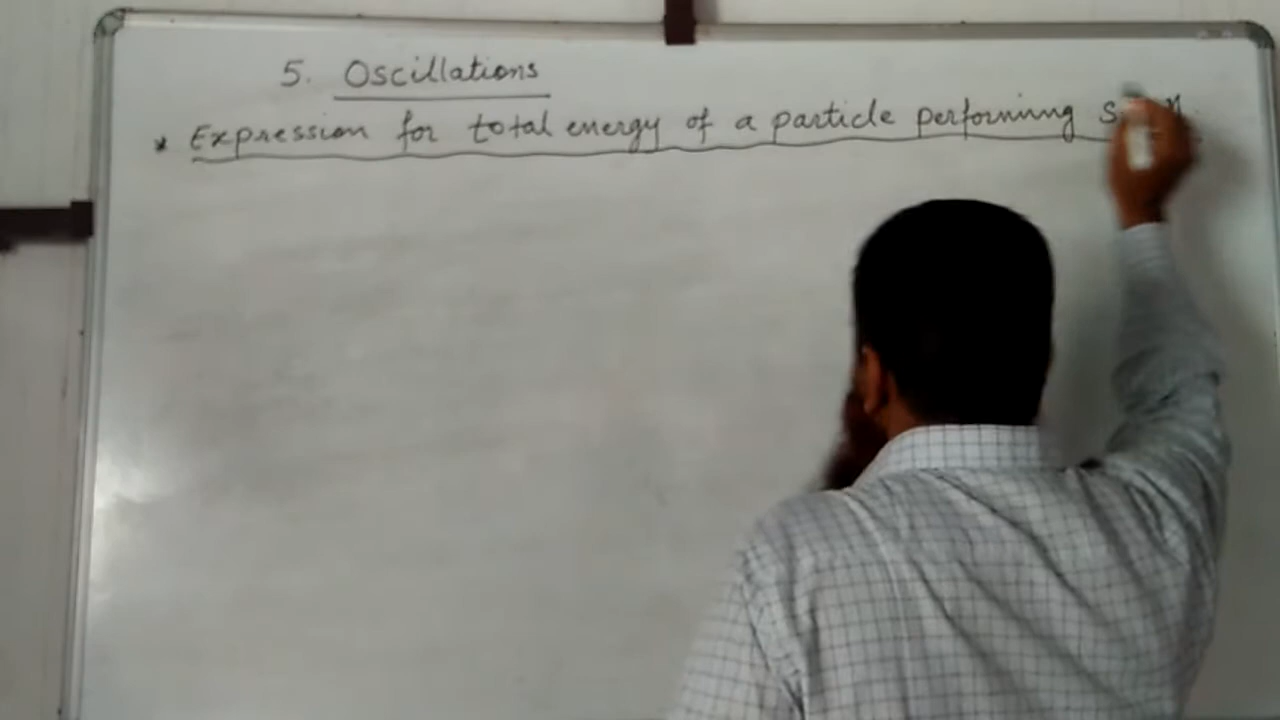 5. Oscillations
* Expression for total energy of a particle performing